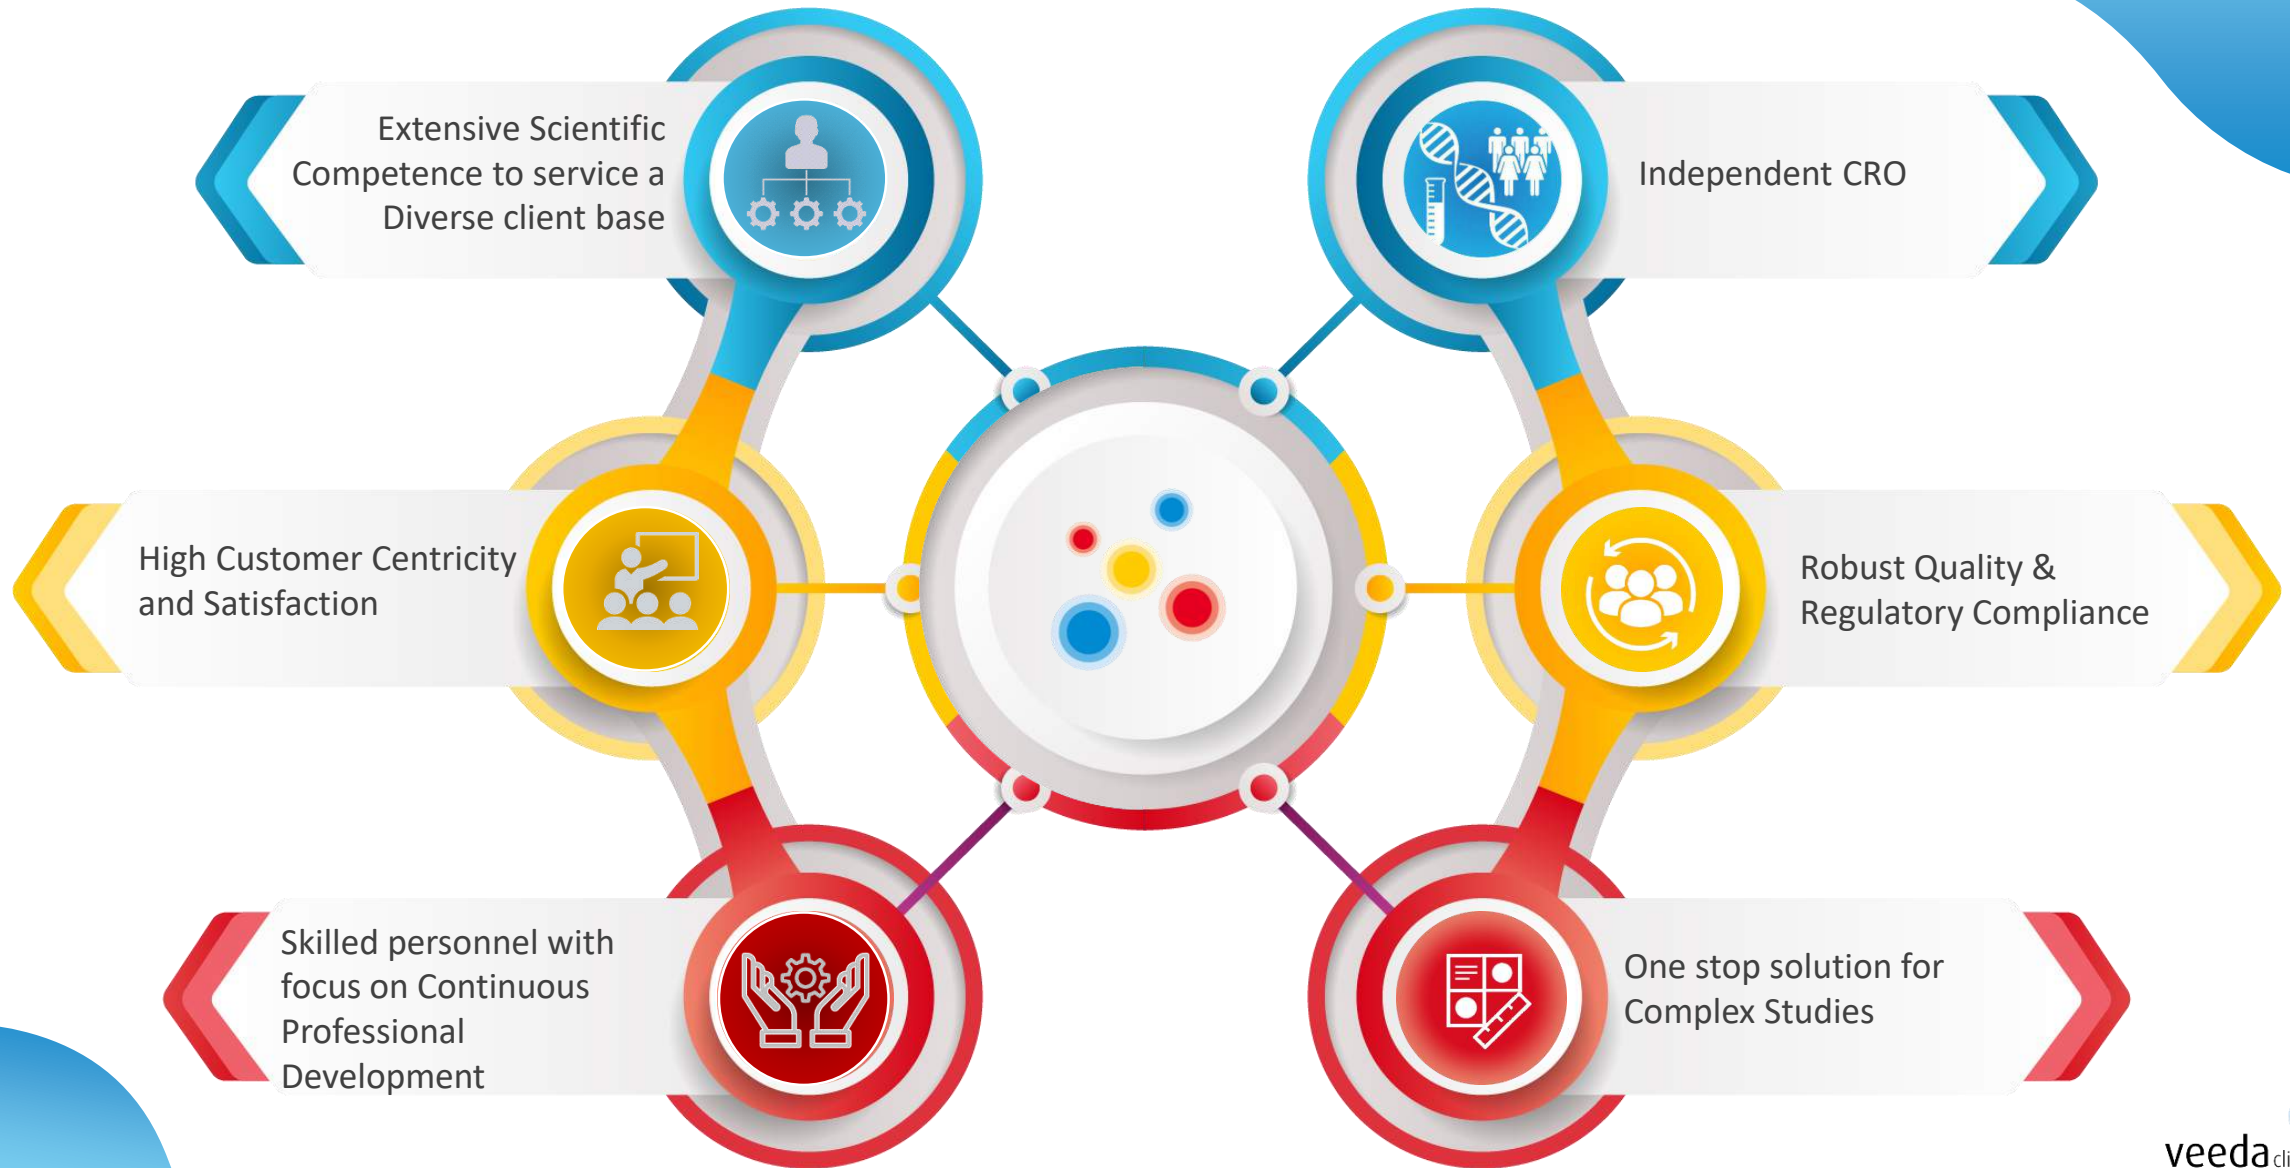 Extensive Scientific
Competence to service a
Diverse client base
Independent CRO
High Customer Centricity
and Satisfaction
Robust Quality &
Regulatory Compliance
Skilled personnel with
focus on Continuous
Professional
Development
One stop solution for
Complex Studies
veeda